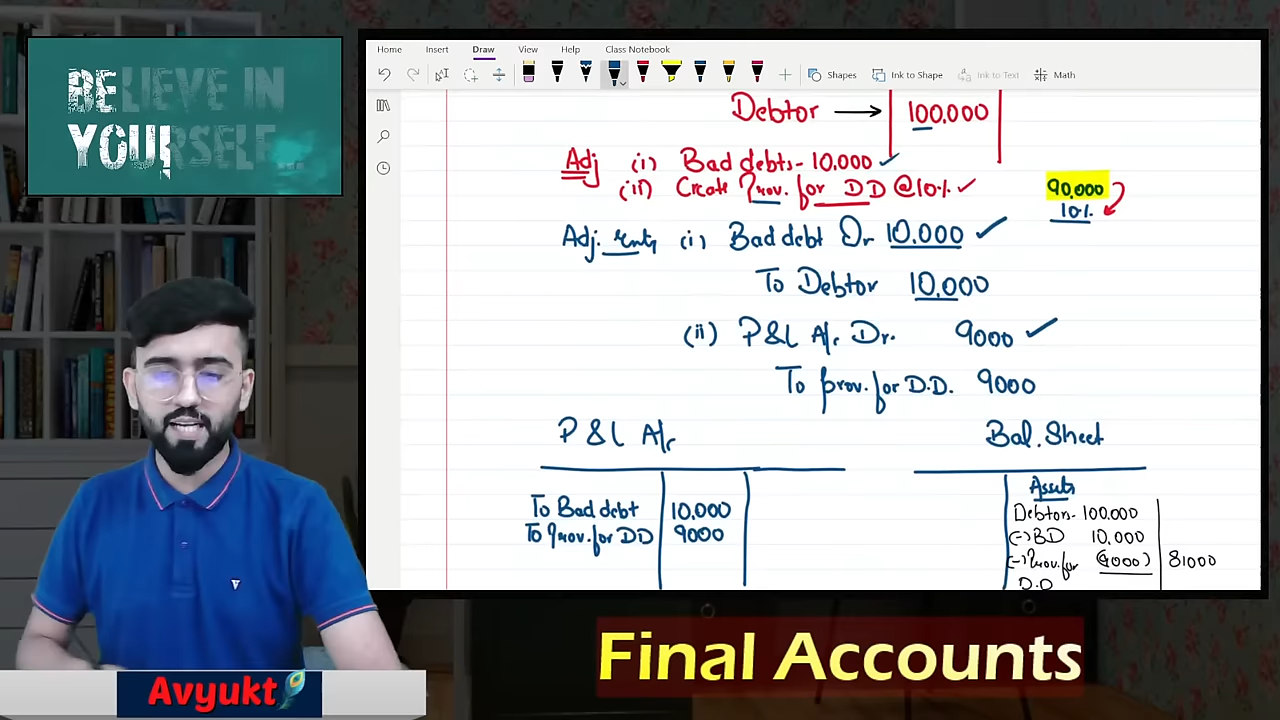 BELIEVE IN
YOURSELF...
Home Insert Draw View Help Class Notebook
Shapes Ink to Shape Ink to Text Math
Debtor → 100,000
Adj (i) Bad debts - 10,000 ✓
(ii) Create Prov. for DD @ 10% ✓
90,000
10%
Adj. entry (i) Bad debt Dr 10,000 ✓
To Debtor 10,000
(ii) P&L A/c Dr. 9000 ✓
To prov. for D.D. 9000
P & L A/c
To Bad debt 10,000
To Prov. for DD 9000
Bal. Sheet
Assets
Debtors - 100,000
(-) BD 10,000
(-) Prov. for (9000) 81000
D.D
Final Accounts
Avyukt